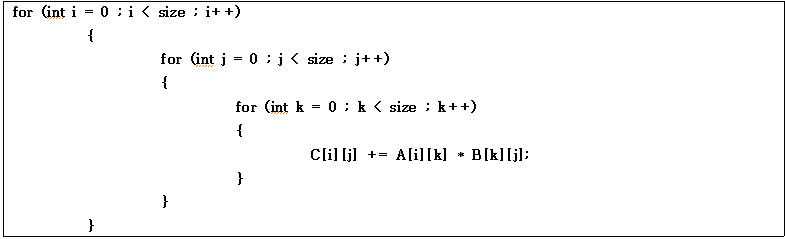 for (int i = 0 ; i < size ; i++)
{
for (int j = 0 ; j < size ; j++)
{
for (int k = 0 ; k < size ; k++)
{
C[i][j] += A[i][k] * B[k][j];
}
}
}